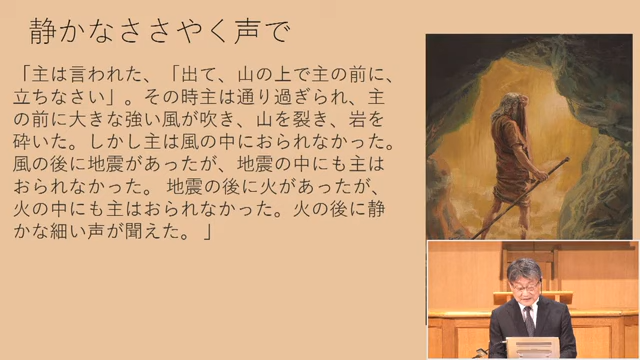 静かなささやく声で
「主は言われた、「出て、山の上で主の前に、
立ちなさい」。その時主は通り過ぎられ、主
の前に大きな強い風が吹き、山を裂き、岩を
砕いた。しかし主は風の中におられなかった。
風の後に地震があったが、地震の中にも主は
おられなかった。 地震の後に火があったが、
火の中にも主はおられなかった。火の後に静
かな細い声が聞えた。 」